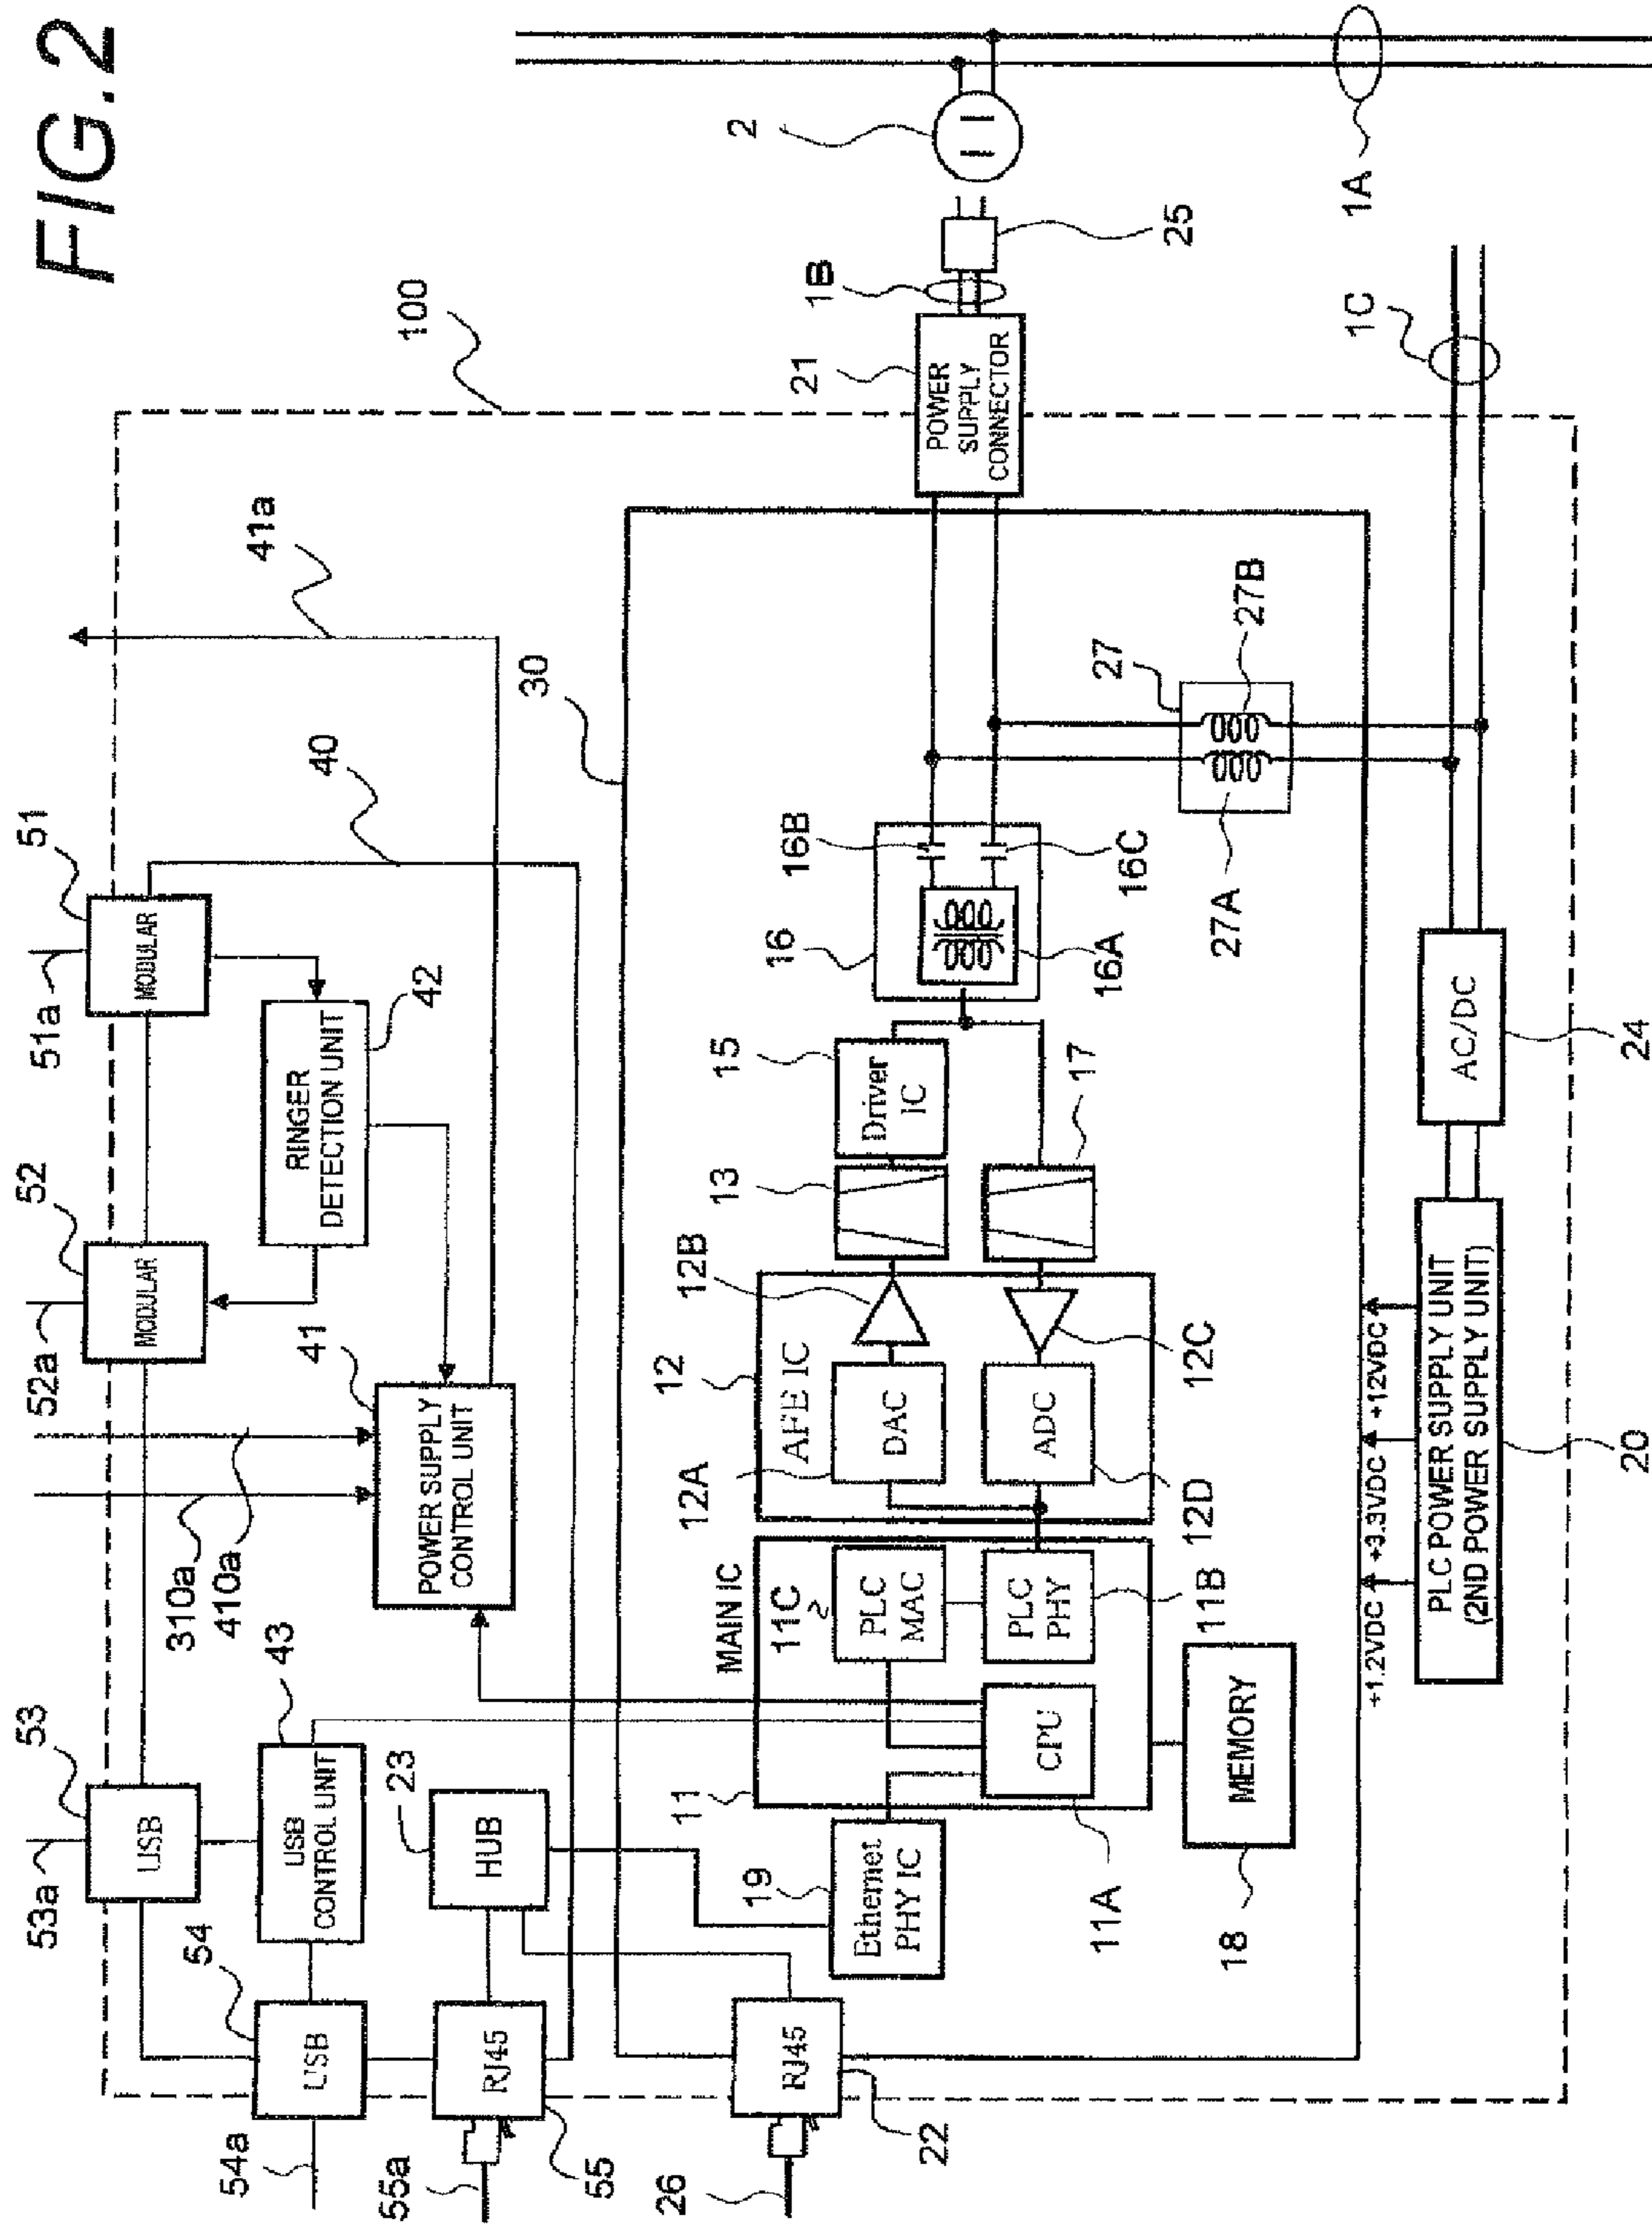 FIG.2
100
41a
40
30
51
51a
MODULAR
52
52a
MODULAR
RINGER
DETECTION UNIT
42
41
POWER SUPPLY
CONTROL UNIT
310a
410a
43
USB
CONTROL UNIT
53
53a
USB
54
54a
USB
23
HUB
55a
RJ45
55
26
RJ45
22
19
Ethernet
PHY IC
11
MAIN IC
11C
PLC
MAC
PLC
PHY
11B
CPU
11A
MEMORY
18
12
AFE IC
12A
DAC
12B
ADC
12C
12D
13
15
Driver
IC
17
16
16A
16B
16C
27
27A
27B
21
POWER
SUPPLY
CONNECTOR
1B
25
2
1A
1C
AC/DC
24
+1.2VDC
+3.3VDC
+12VDC
PLC POWER SUPPLY UNIT
(2ND POWER SUPPLY UNIT)
20